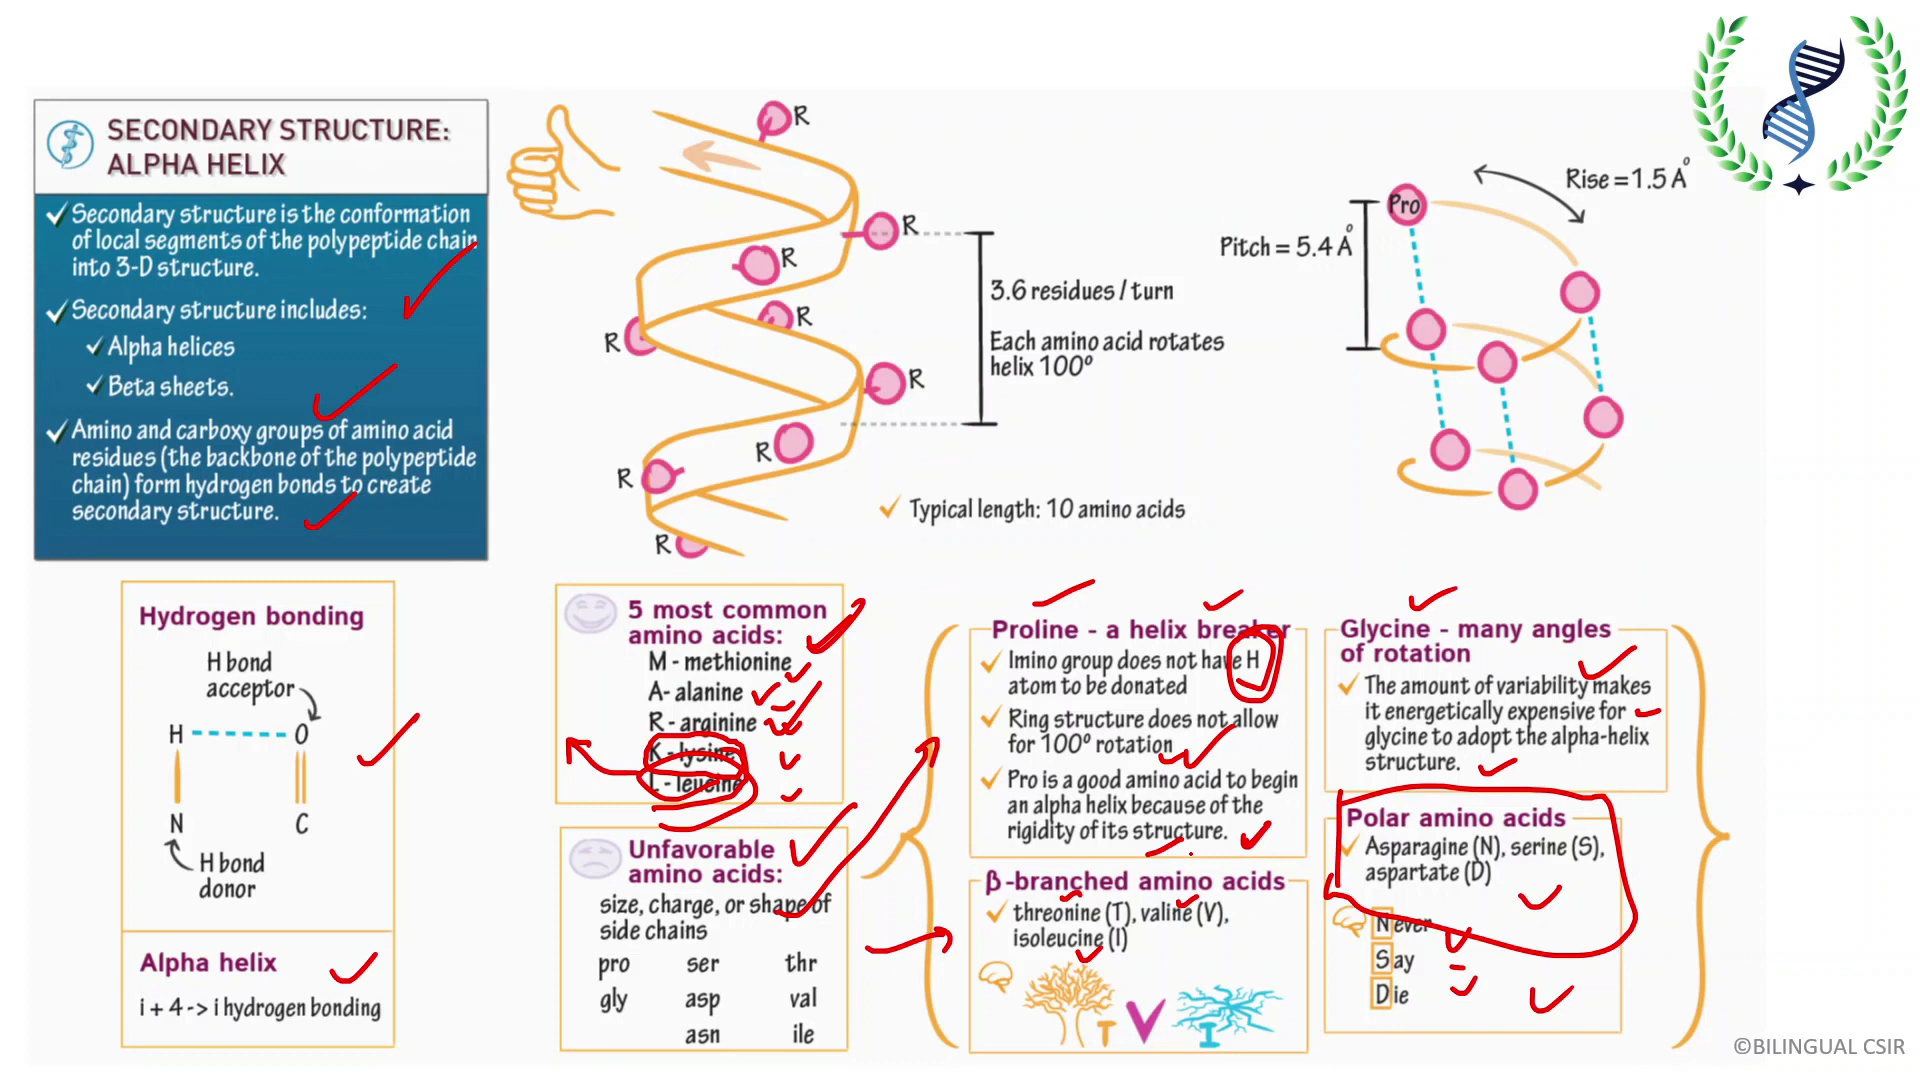 SECONDARY STRUCTURE:
ALPHA HELIX
Secondary structure is the conformation
of local segments of the polypeptide chain
into 3-D structure.
Secondary structure includes:
Alpha helices
Beta sheets.
Amino and carboxy groups of amino acid
residues (the backbone of the polypeptide
chain) form hydrogen bonds to create
secondary structure.
R
R
R
R
R
R
R
R
R
3.6 residues / turn
Each amino acid rotates
helix 100°
Typical length: 10 amino acids
Rise = 1.5 Å
Pro
Pitch = 5.4 Å
Hydrogen bonding
H bond
acceptor
H O
N C
H bond
donor
Alpha helix
i + 4 -> i hydrogen bonding
5 most common
amino acids:
M - methionine
A- alanine
R - arginine
K - lysine
L - leucine
Unfavorable
amino acids:
size, charge, or shape of
side chains
pro ser thr
gly asp val
asn ile
Proline - a helix breaker
Imino group does not have H
atom to be donated
Ring structure does not allow
for 100° rotation
Pro is a good amino acid to begin
an alpha helix because of the
rigidity of its structure.
β-branched amino acids
threonine (T), valine (V),
isoleucine (I)
T V I
Glycine - many angles
of rotation
The amount of variability makes
it energetically expensive for
glycine to adopt the alpha-helix
structure.
Polar amino acids
Asparagine (N), serine (S),
aspartate (D)
Never
Say
Die
©BILINGUAL CSIR